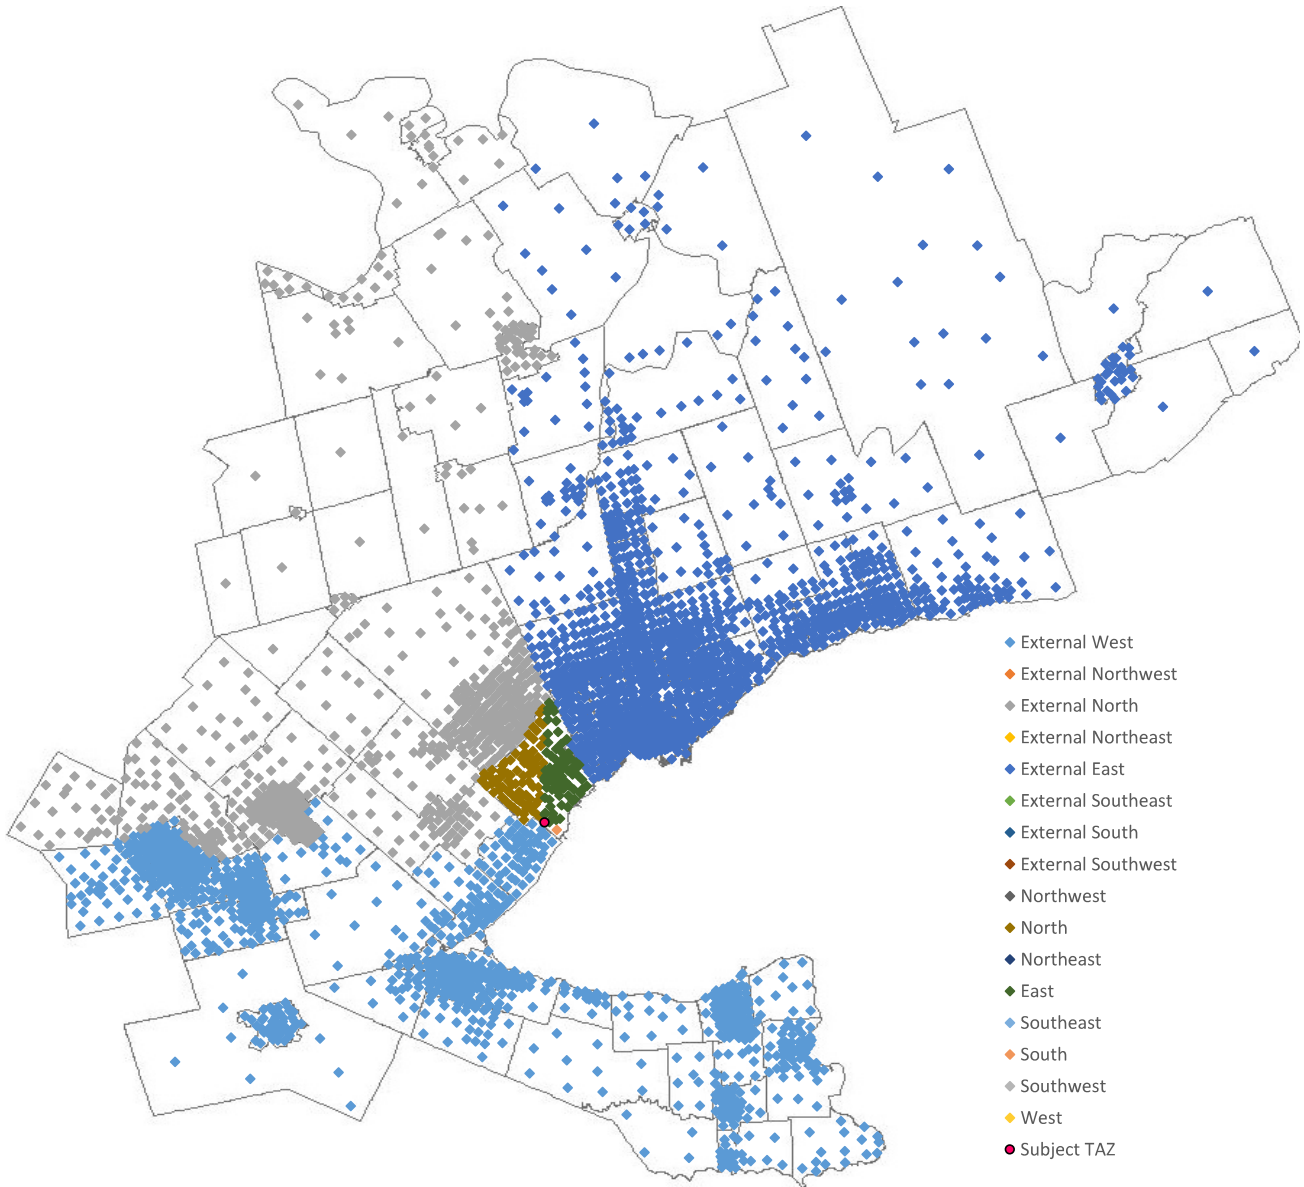 External West
External Northwest
External North
External Northeast
External East
External Southeast
External South
External Southwest
Northwest
North
Northeast
East
Southeast
South
Southwest
West
Subject TAZ